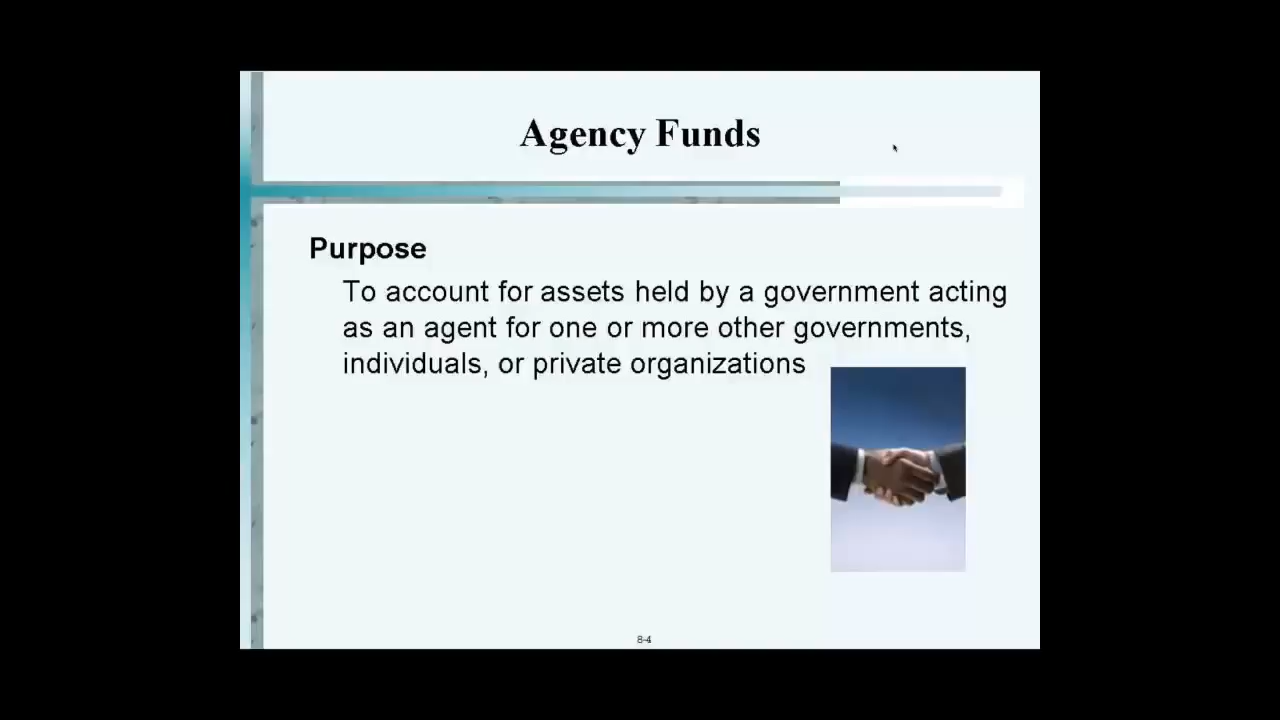 Agency Funds
Purpose
To account for assets held by a government acting
as an agent for one or more other governments,
individuals, or private organizations
8-4